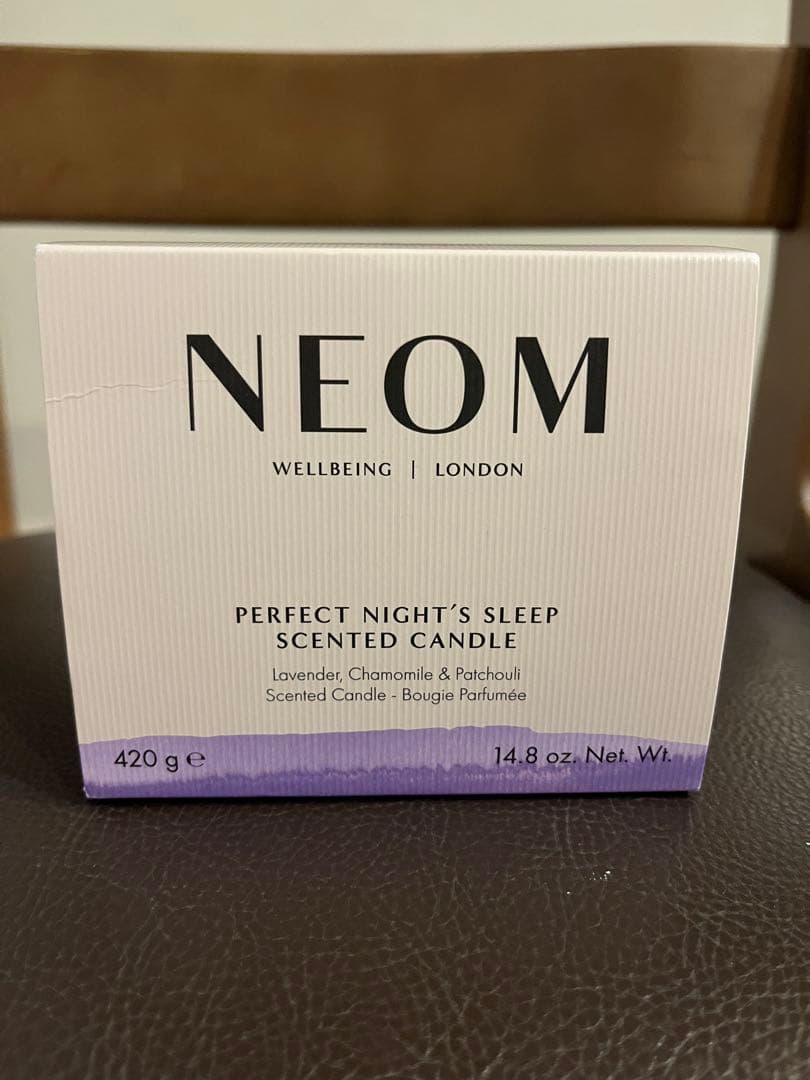 NEOM
WELLBEING | LONDON
PERFECT NIGHT´S SLEEP
SCENTED CANDLE
Lavender, Chamomile & Patchouli
Scented Candle - Bougie Parfumée
420 g ℮
14.8 oz. Net. Wt.